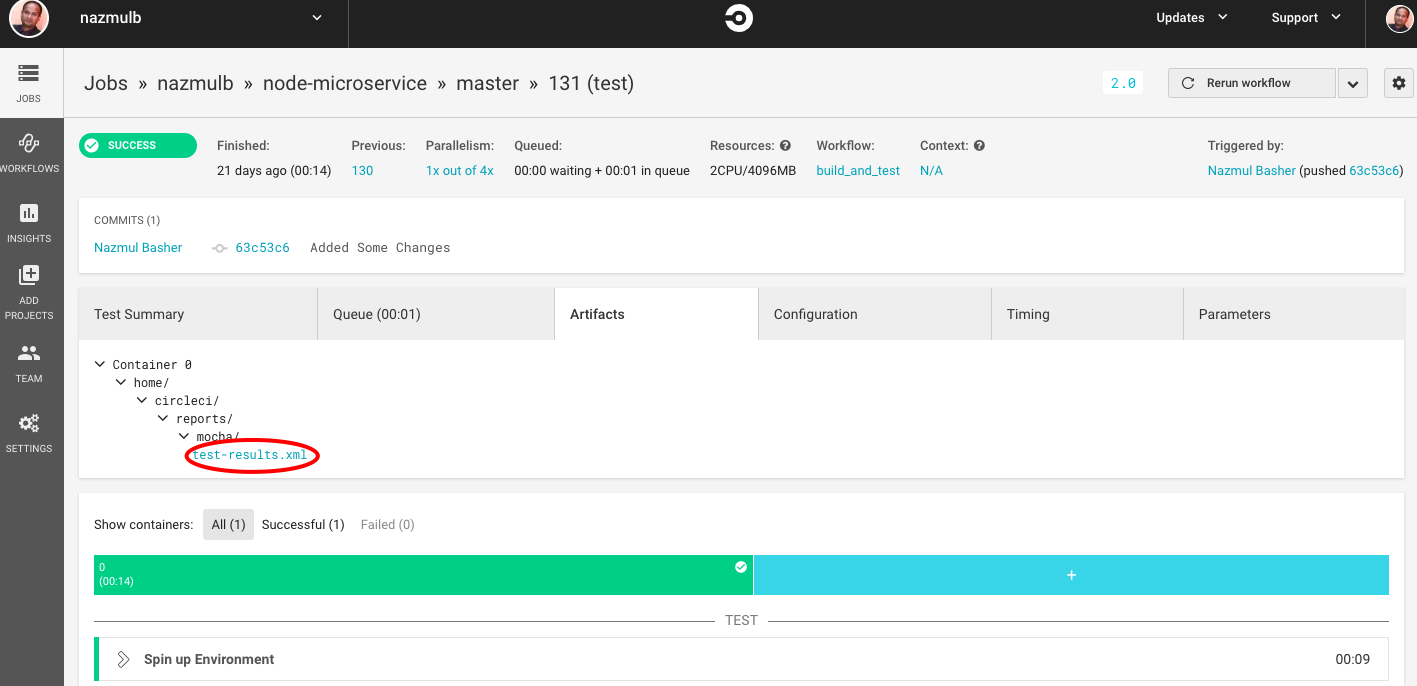 nazmulb
Updates
Support
JOBS
WORKFLOWS
INSIGHTS
ADD
PROJECTS
TEAM
SETTINGS
Jobs » nazmulb » node-microservice » master » 131 (test)
2.0
Rerun workflow
SUCCESS
Finished:
21 days ago (00:14)
Previous:
130
Parallelism:
1x out of 4x
Queued:
00:00 waiting + 00:01 in queue
Resources:
2CPU/4096MB
Workflow:
build_and_test
Context:
N/A
Triggered by:
Nazmul Basher (pushed 63c53c6)
COMMITS (1)
Nazmul Basher 63c53c6 Added Some Changes
Test Summary
Queue (00:01)
Artifacts
Configuration
Timing
Parameters
Container 0
home/
circleci/
reports/
mocha/
test-results.xml
Show containers: All (1) Successful (1) Failed (0)
0
(00:14)
+
TEST
Spin up Environment 00:09